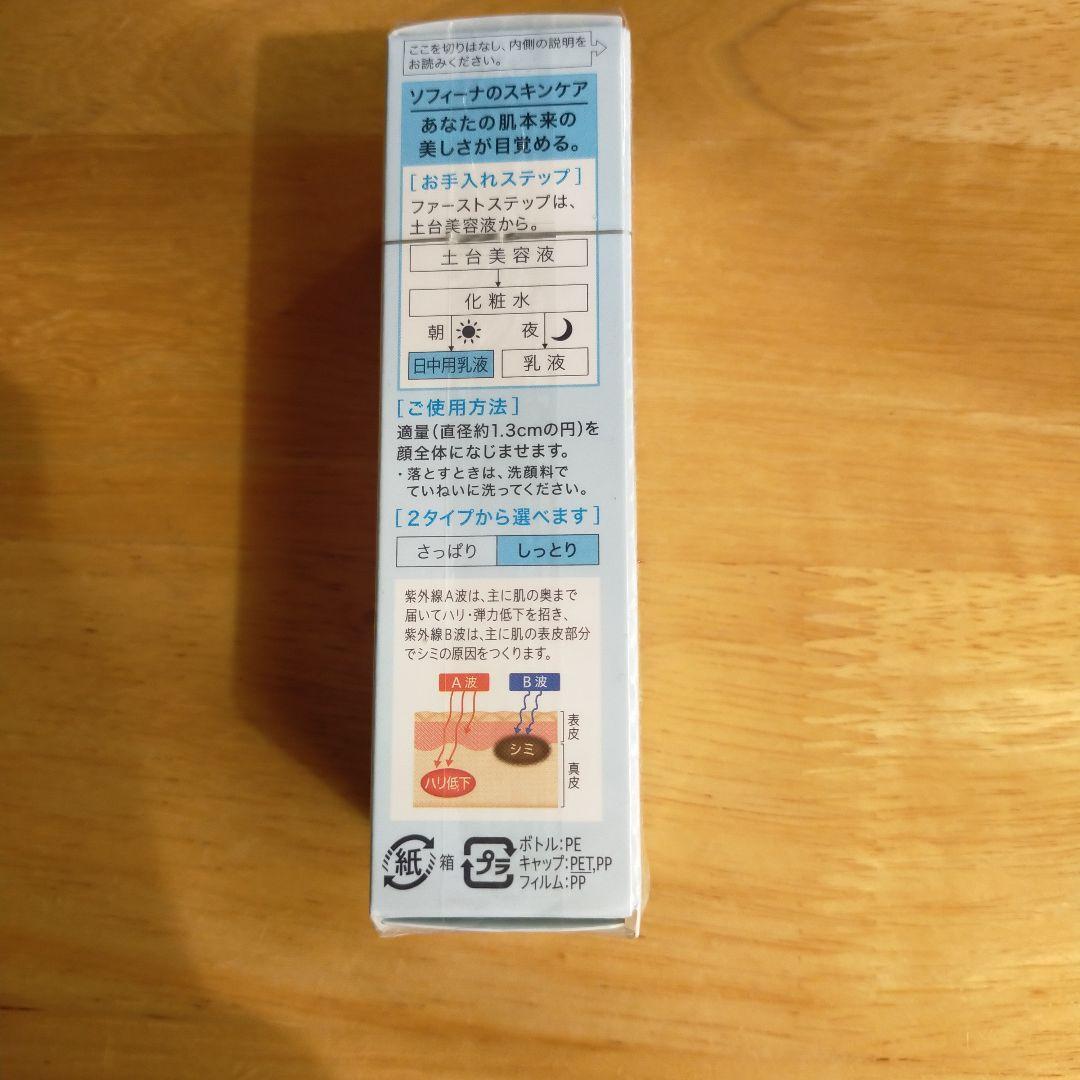 ここを切りはなし、内側の説明を
お読みください。
ソフィーナのスキンケア
あなたの肌本来の
美しさが目覚める。
[お手入れステップ]
ファーストステップは、
土台美容液から。
土台美容液
化粧水
朝 夜
日中用乳液 乳液
[ご使用方法]
適量(直径約1.3cmの円)を
顔全体になじませます。
・落とすときは、洗顔料で
ていねいに洗ってください。
[2タイプから選べます]
さっぱり しっとり
紫外線A波は、主に肌の奥まで
届いてハリ・弾力低下を招き、
紫外線B波は、主に肌の表皮部分
でシミの原因をつくります。
A波 B波
表皮
シミ
真皮
ハリ低下
紙 箱
プラ
ボトル:PE
キャップ:PET,PP
フィルム:PP